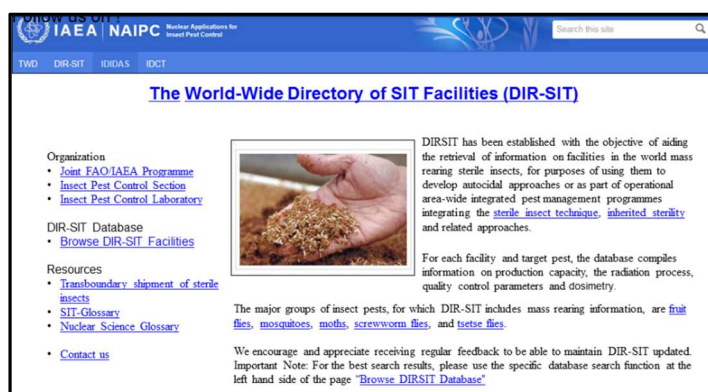 Follow us on !
IAEA NAIPC Nuclear Applications for
Insect Pest Control
Search this site
TWD DIR-SIT IDIDAS IDCT
The World-Wide Directory of SIT Facilities (DIR-SIT)
Organization
• Joint FAO/IAEA Programme
• Insect Pest Control Section
• Insect Pest Control Laboratory
DIR-SIT Database
• Browse DIR-SIT Facilities
Resources
• Transboundary shipment of sterile
insects
• SIT-Glossary
• Nuclear Science Glossary
• Contact us
DIRSIT has been established with the objective of aiding
the retrieval of information on facilities in the world mass
rearing sterile insects, for purposes of using them to
develop autocidal approaches or as part of operational
area-wide integrated pest management programmes
integrating the sterile insect technique, inherited sterility
and related approaches.
For each facility and target pest, the database compiles
information on production capacity, the radiation process,
quality control parameters and dosimetry.
The major groups of insect pests, for which DIR-SIT includes mass rearing information, are fruit
flies, mosquitoes, moths, screwworm flies, and tsetse flies.
We encourage and appreciate receiving regular feedback to be able to maintain DIR-SIT updated.
Important Note: For the best search results, please use the specific database search function at the
left hand side of the page "Browse DIRSIT Database"